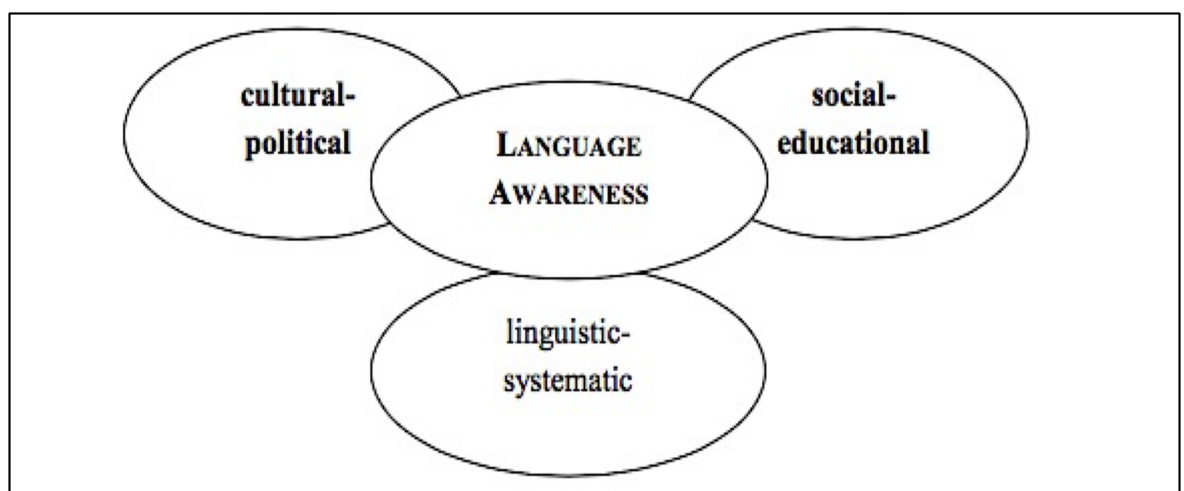 cultural-
political
LANGUAGE
AWARENESS
social-
educational
linguistic-
systematic